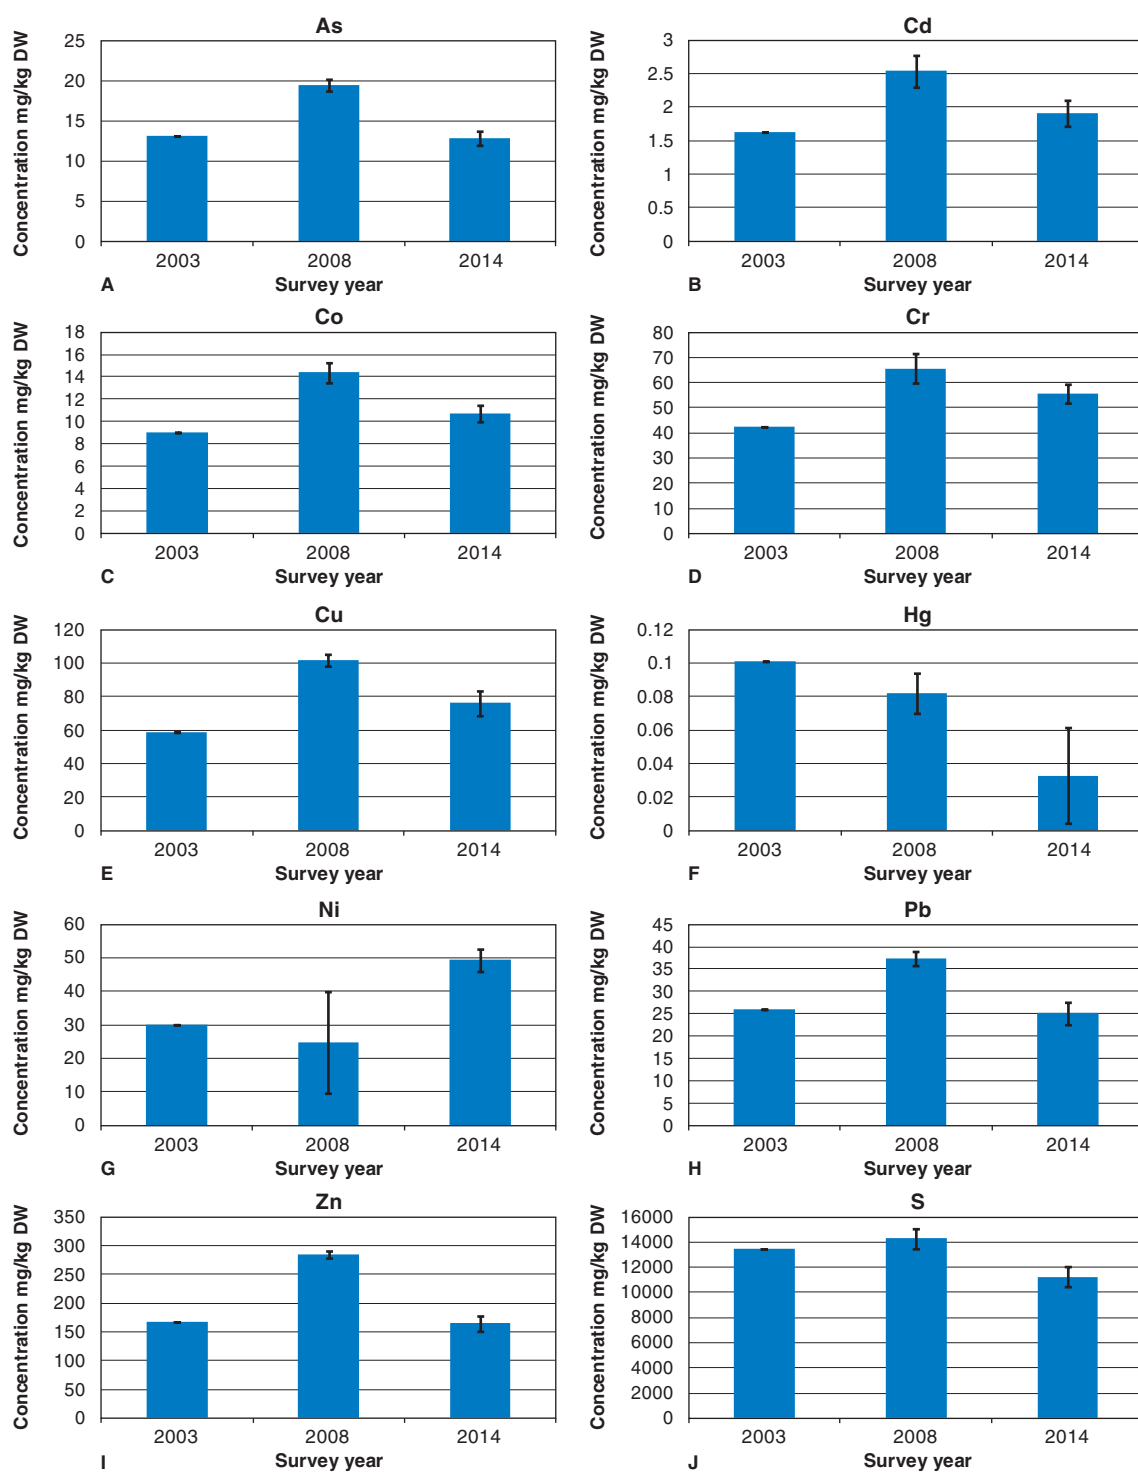 As
Concentration mg/kg DW
25
20
15
10
5
0
2003 2008 2014
A Survey year
Cd
Concentration mg/kg DW
3
2.5
2
1.5
1
0.5
0
2003 2008 2014
B Survey year
Co
Concentration mg/kg DW
18
16
14
12
10
8
6
4
2
0
2003 2008 2014
C Survey year
Cr
Concentration mg/kg DW
80
70
60
50
40
30
20
10
0
2003 2008 2014
D Survey year
Cu
Concentration mg/kg DW
120
100
80
60
40
20
0
2003 2008 2014
E Survey year
Hg
Concentration mg/kg DW
0.12
0.1
0.08
0.06
0.04
0.02
0
2003 2008 2014
F Survey year
Ni
Concentration mg/kg DW
60
50
40
30
20
10
0
2003 2008 2014
G Survey year
Pb
Concentration mg/kg DW
45
40
35
30
25
20
15
10
5
0
2003 2008 2014
H Survey year
Zn
Concentration mg/kg DW
350
300
250
200
150
100
50
0
2003 2008 2014
I Survey year
S
Concentration mg/kg DW
16000
14000
12000
10000
8000
6000
4000
2000
0
2003 2008 2014
J Survey year